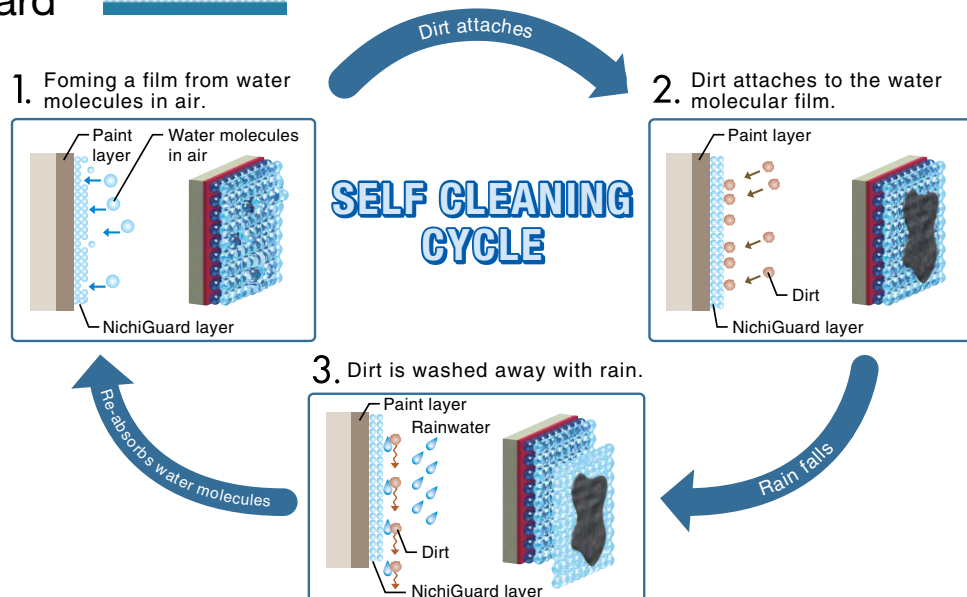 Dirt attaches
1. Foming a film from water
molecules in air.
Paint
layer
Water molecules
in air
NichiGuard layer
SELF CLEANING
CYCLE
2. Dirt attaches to the water
molecular film.
Paint layer
Dirt
NichiGuard layer
Rain falls
3. Dirt is washed away with rain.
Paint layer
Rainwater
Dirt
NichiGuard layer
Re-absorbs water molecules